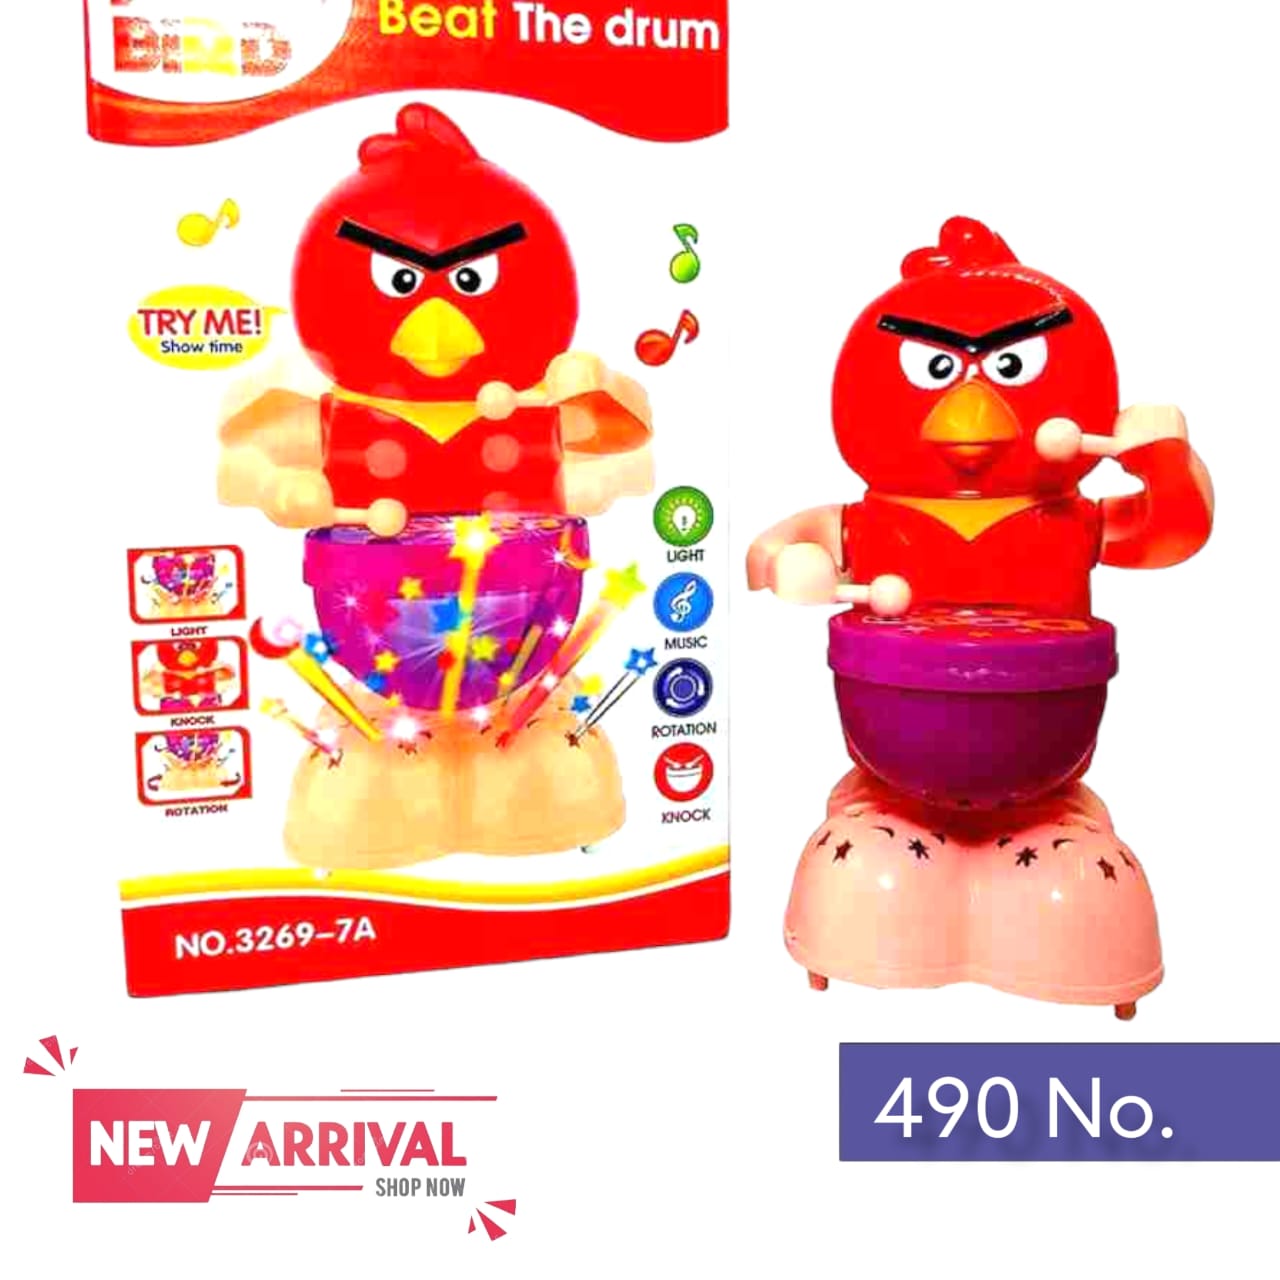 BIRD
Beat The drum
TRY ME!
Show time
LIGHT
MUSIC
ROTATION
KNOCK
LIGHT
KNOCK
ROTATION
NO.3269-7A
NEW ARRIVAL
SHOP NOW
490 No.